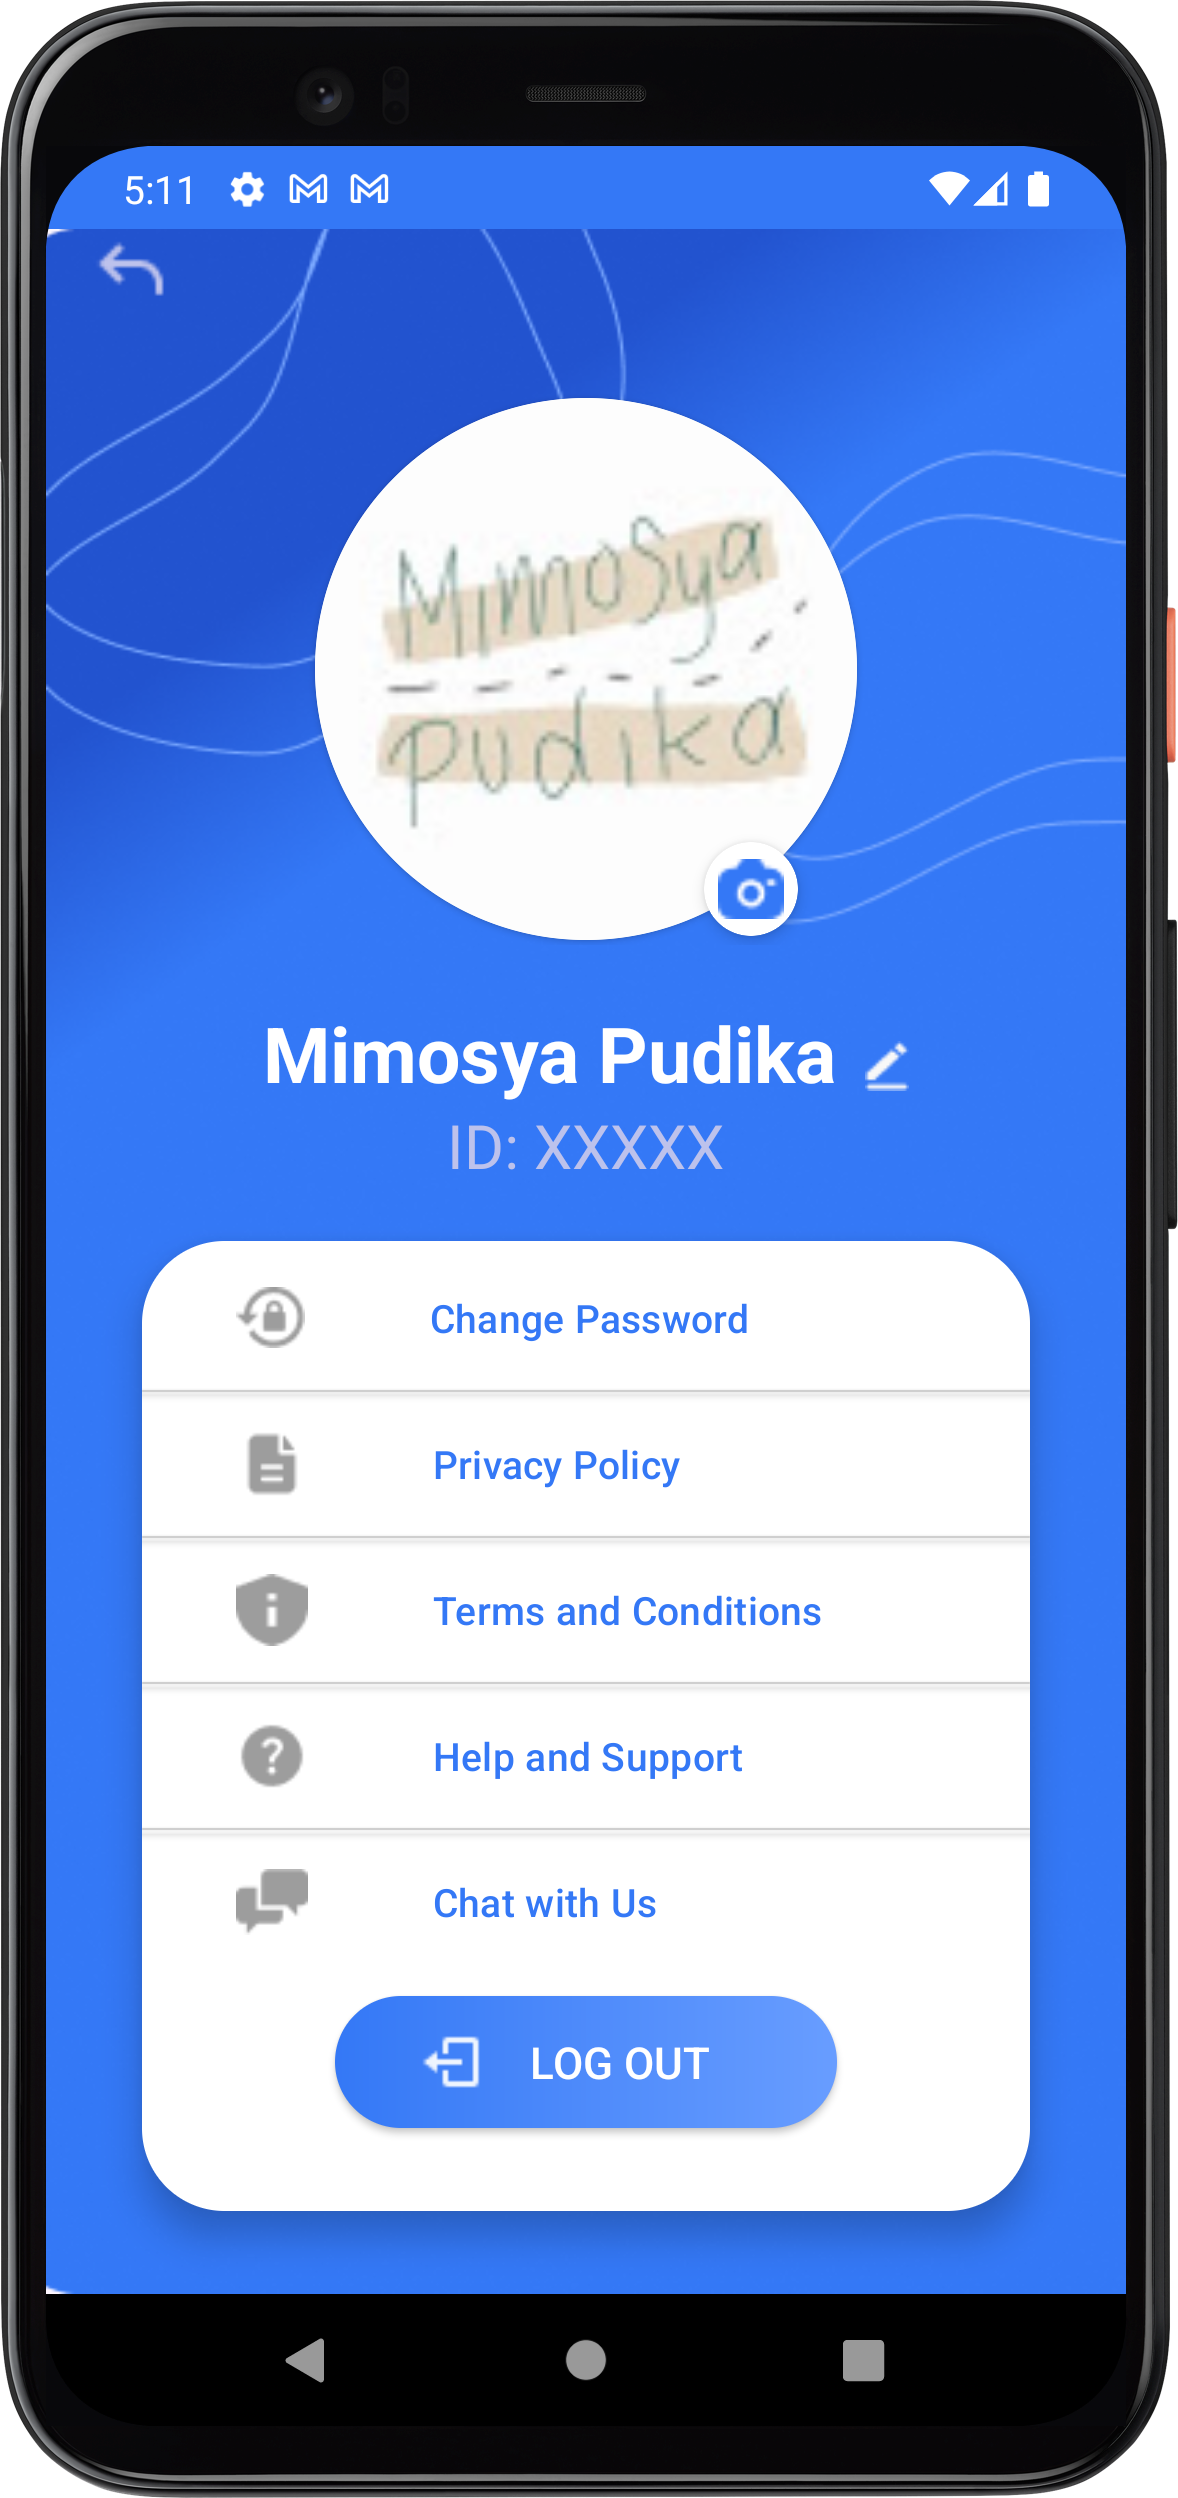 5:11
Mimosya
pudika
Mimosya Pudika
ID: XXXXX
Change Password
Privacy Policy
Terms and Conditions
Help and Support
Chat with Us
LOG OUT